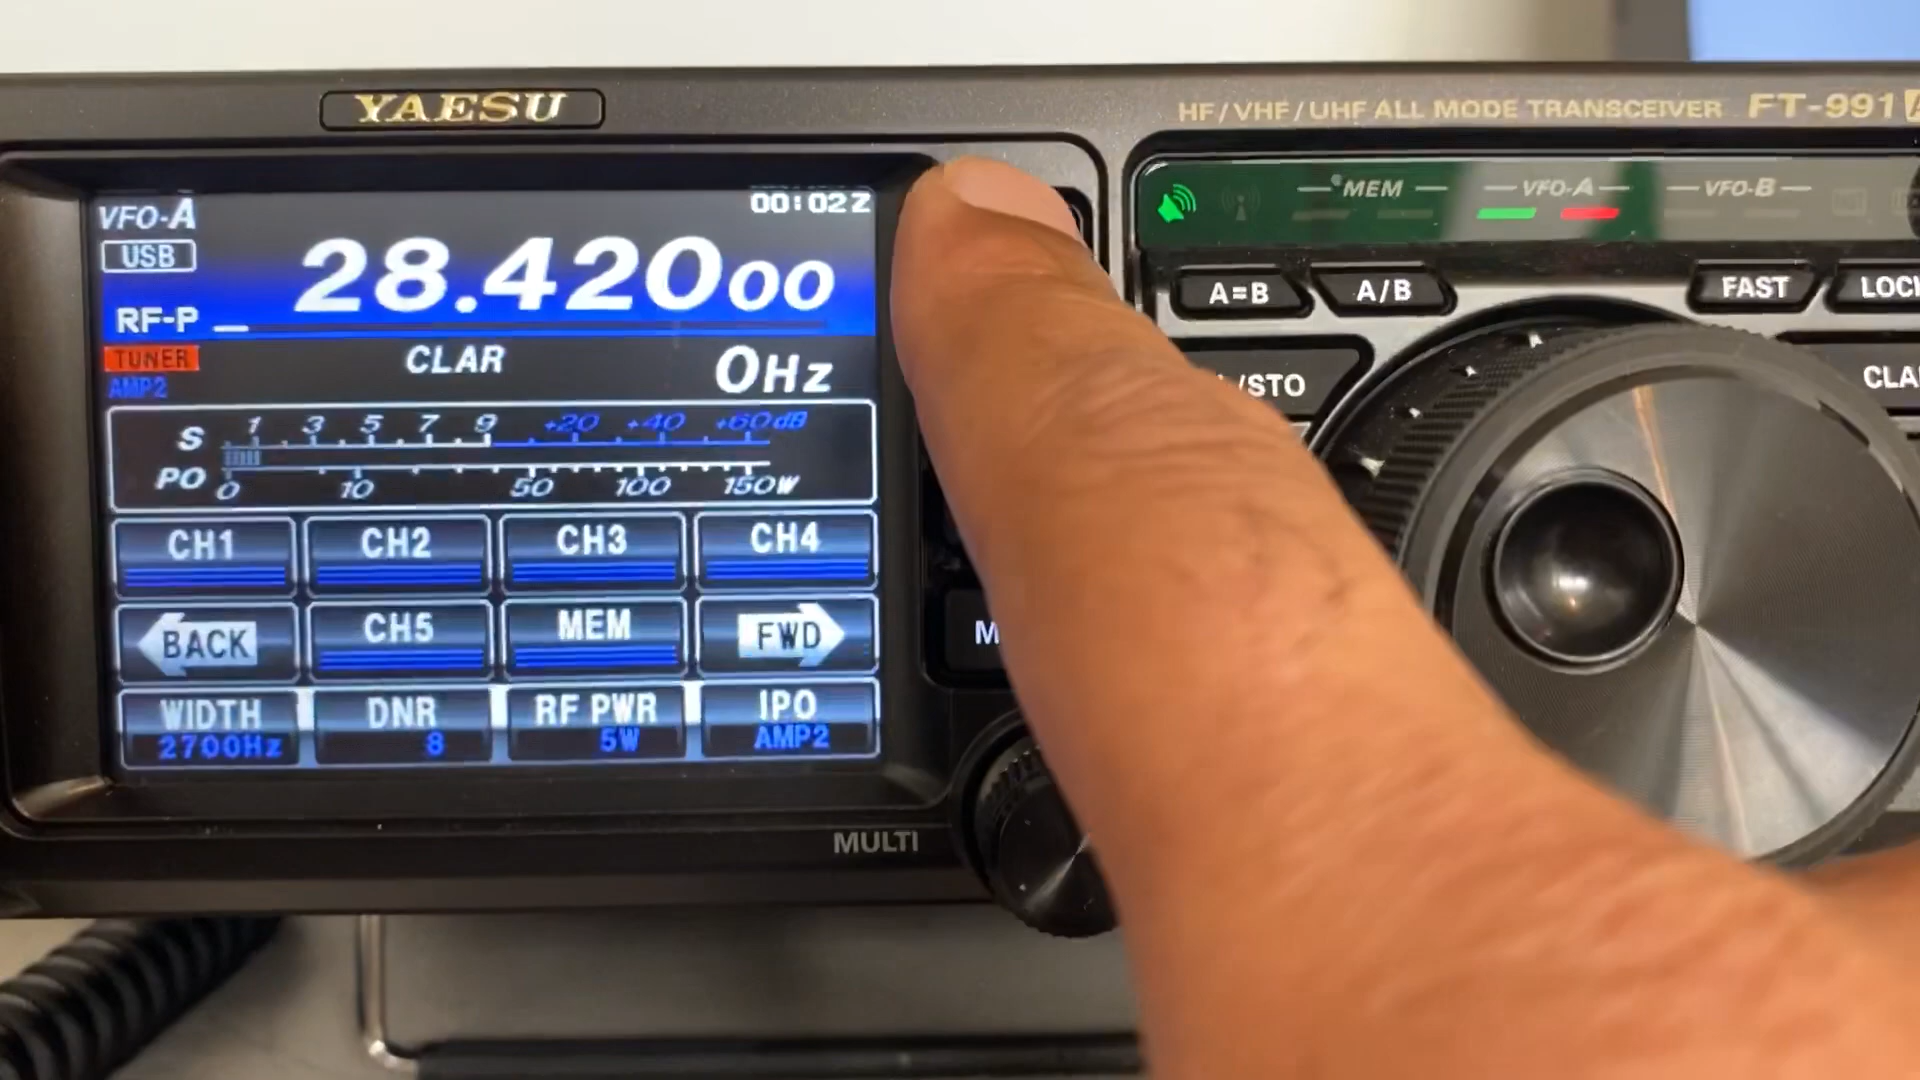 YAESU
HF/VHF/UHF ALL MODE TRANSCEIVER FT-991
VFO-A
00:02Z
USB
28.42000
RF-P
TUNER
CLAR
0Hz
AMP2
S 1 3 5 7 9 +20 +40 +60dB
PO 0 10 50 100 150W
CH1 CH2 CH3 CH4
BACK CH5 MEM FWD
WIDTH DNR RF PWR IPO
2700Hz 8 5W AMP2
MULTI
MEM VFO-A VFO-B
A=B A/B FAST LOCK
/STO
CLA
M